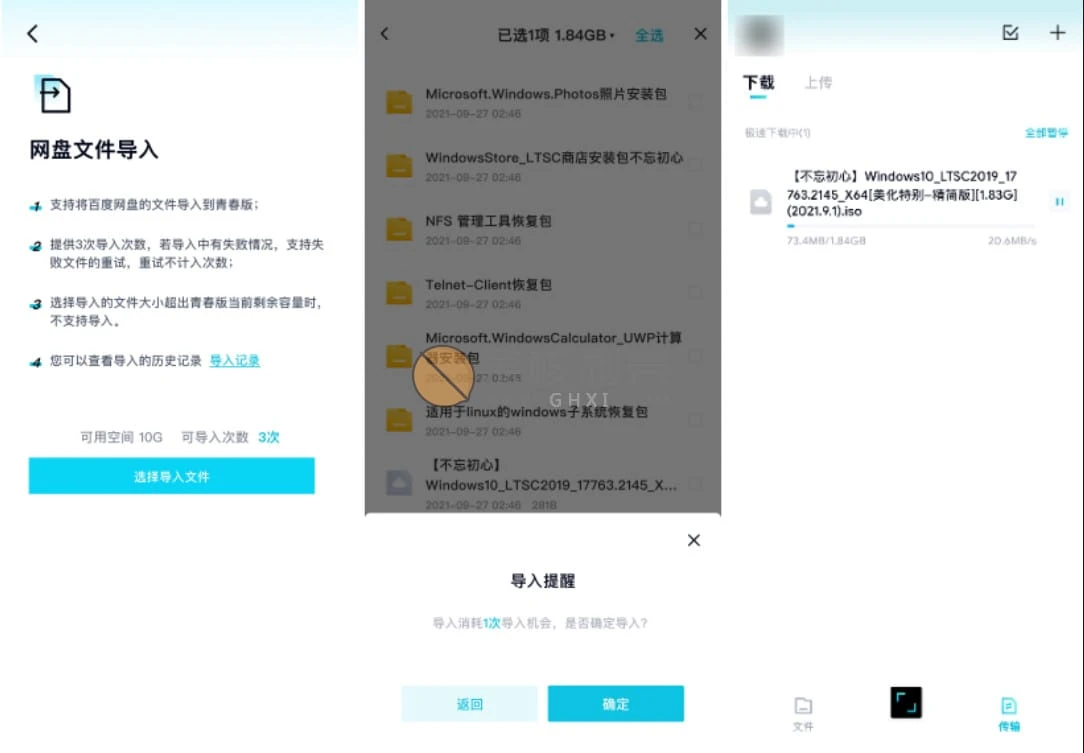 网盘文件导入
1 支持将百度网盘的文件导入到青春版;
2 提供3次导入次数，若导入中有失败情况，支持失
败文件的重试，重试不计入次数;
3 选择导入的文件大小超出青春版当前剩余容量时,
不支持导入。
4 您可以查看导入的历史记录 导入记录
可用空间 10G 可导入次数 3次
选择导入文件
已选1项 1.84GB 全选
Microsoft.Windows.Photos照片安装包
2021-09-27 02:46
WindowsStore_LTSC商店安装包不忘初心
2021-09-27 02:46
NFS 管理工具恢复包
2021-09-27 02:46
Telnet-Client恢复包
2021-09-27 02:46
Microsoft.WindowsCalculator_UWP计算
器安装包
2021-09-27 02:45
GHXI
适用于linux的windows子系统恢复包
2021-09-27 02:46
【不忘初心】
Windows10_LTSC2019_17763.2145_X...
2021-09-27 02:46 281B
导入提醒
导入消耗1次导入机会，是否确定导入?
返回 确定
下载 上传
极速下载中(1) 全部暂停
【不忘初心】Windows10_LTSC2019_17
763.2145_X64[美化特别-精简版][1.83G]
(2021.9.1).iso
73.4MB/1.84GB 20.6MB/s
文件 传输